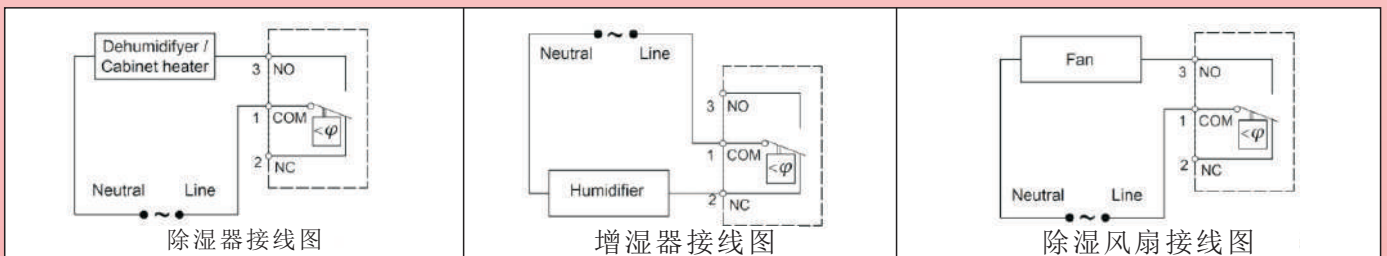 Dehumidifyer /
Cabinet heater
3 NO
1 COM
<φ
2 NC
Neutral Line
~
除湿器接线图
Neutral ~ Line
3 NO
1 COM
<φ
Humidifier
2 NC
增湿器接线图
Fan
3 NO
1 COM
<φ
2 NC
Neutral Line
~
除湿风扇接线图